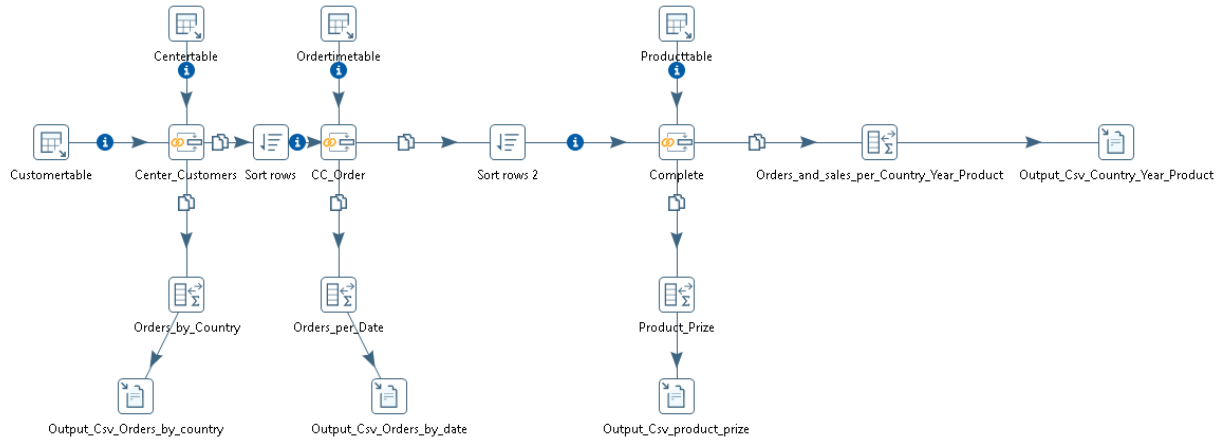 Centertable
Ordertimetable
Producttable
Customertable
Center_Customers
Sort rows
CC_Order
Sort rows 2
Complete
Orders_and_sales_per_Country_Year_Product
Output_Csv_Country_Year_Product
Orders_by_Country
Orders_per_Date
Product_Prize
Output_Csv_Orders_by_country
Output_Csv_Orders_by_date
Output_Csv_product_prize